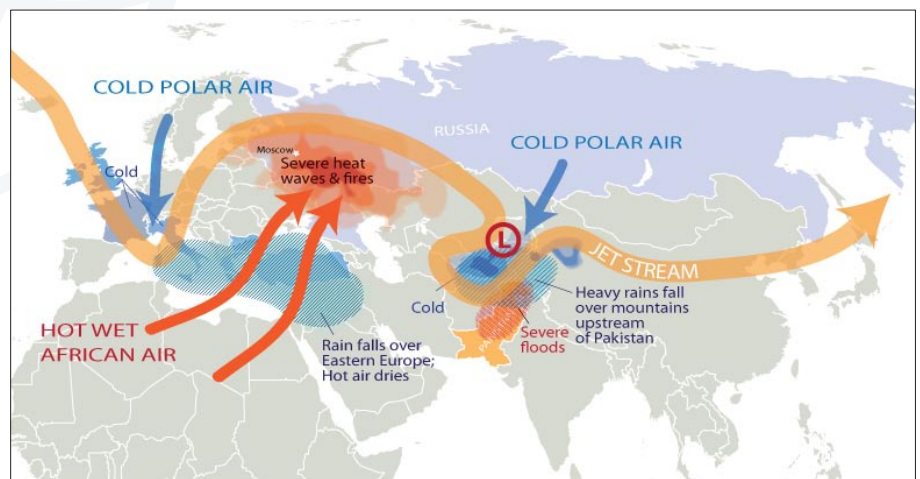 COLD POLAR AIR
RUSSIA
COLD POLAR AIR
Moscow
Severe heat
waves & fires
Cold
L
JET STREAM
Cold
Heavy rains fall
over mountains
upstream
of Pakistan
HOT WET
AFRICAN AIR
Severe
floods
Rain falls over
Eastern Europe;
Hot air dries